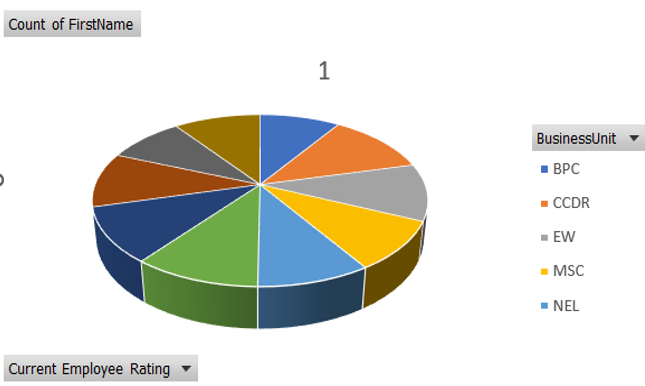 Count of FirstName
1
BusinessUnit
BPC
CCDR
EW
MSC
NEL
Current Employee Rating